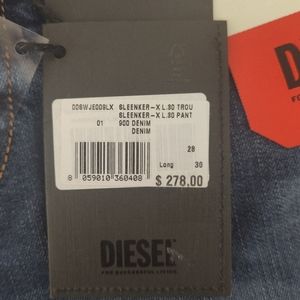 00SWJE009LX SLEENKER-X L.30 TROU
SLEENKER-X L.30 PANT
01 900 DENIM
DENIM
28
Long 30
8 059010 360408
$ 278.00
DIESEL
FOR SUCCESSFUL LIVING
DIESEL